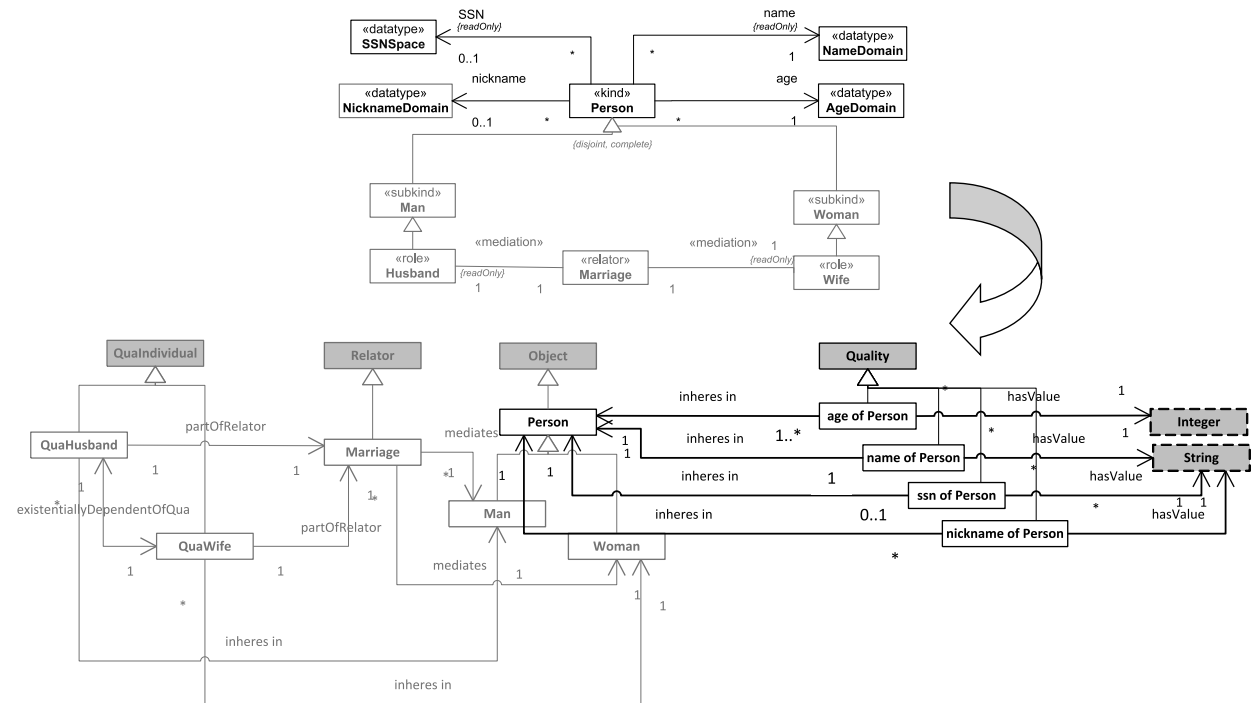 SSN
{readOnly}
name
{readOnly}
«datatype»
SSNSpace
«datatype»
NameDomain
0..1
*
*
1
nickname
age
«datatype»
NicknameDomain
«kind»
Person
«datatype»
AgeDomain
0..1
*
*
1
{disjoint, complete}
«subkind»
Man
«subkind»
Woman
«mediation»
«mediation»
1
«role»
Husband
{readOnly}
«relator»
Marriage
{readOnly}
«role»
Wife
1
1
1
QuaIndividual
Relator
Object
Quality
*
inheres in
hasValue
1
age of Person
Integer
Person
partOfRelator
mediates
1..*
*
1
1
inheres in
hasValue
QuaHusband
Marriage
1
name of Person
String
1
1
*
1
1
1
inheres in
1
*
hasValue
1
*
1
*
ssn of Person
1
1
existentiallyDependentOfQua
partOfRelator
Man
inheres in
0..1
*
hasValue
nickname of Person
QuaWife
Woman
*
1
1
mediates
1
*
1
1
inheres in
inheres in